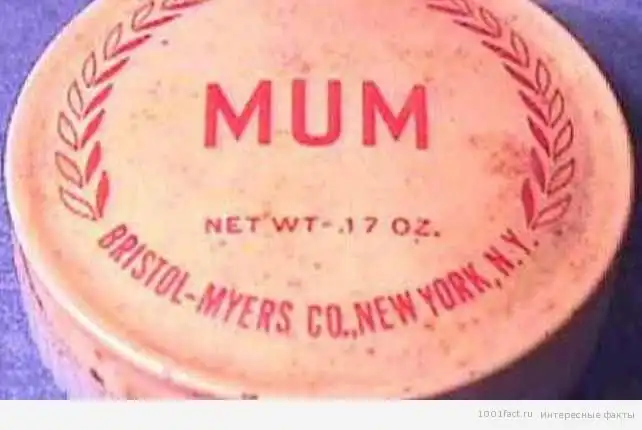 MUM
NET WT-.17 OZ.
BRISTOL-MYERS CO.,NEW YORK, N.Y.
1001fact.ru Интересные факты